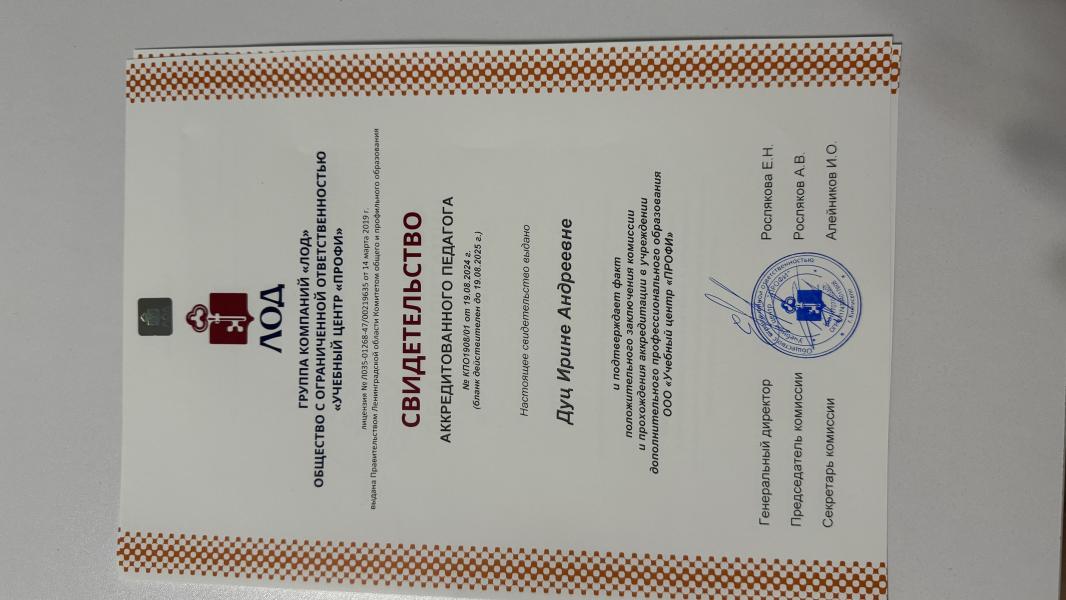 ЛОД
ГРУППА КОМПАНИЙ «ЛОД»
ОБЩЕСТВО С ОГРАНИЧЕННОЙ ОТВЕТСТВЕННОСТЬЮ
«УЧЕБНЫЙ ЦЕНТР «ПРОФИ»
лицензия № Л035-01268-47/00219635 от 14 марта 2019 г.
выдана Правительством Ленинградской области Комитетом общего и профильного образования
СВИДЕТЕЛЬСТВО
АККРЕДИТОВАННОГО ПЕДАГОГА
№ КПО1908/01 от 19.08.2024 г.
(бланк действителен до 19.08.2025 г.)
Настоящее свидетельство выдано
Дуц Ирине Андреевне
и подтверждает факт
положительного заключения комиссии
и прохождения аккредитации в учреждении
дополнительного профессионального образования
ООО «Учебный центр «ПРОФИ»
Генеральный директор Рослякова Е.Н.
Председатель комиссии Росляков А.В.
Секретарь комиссии Алейников И.О.